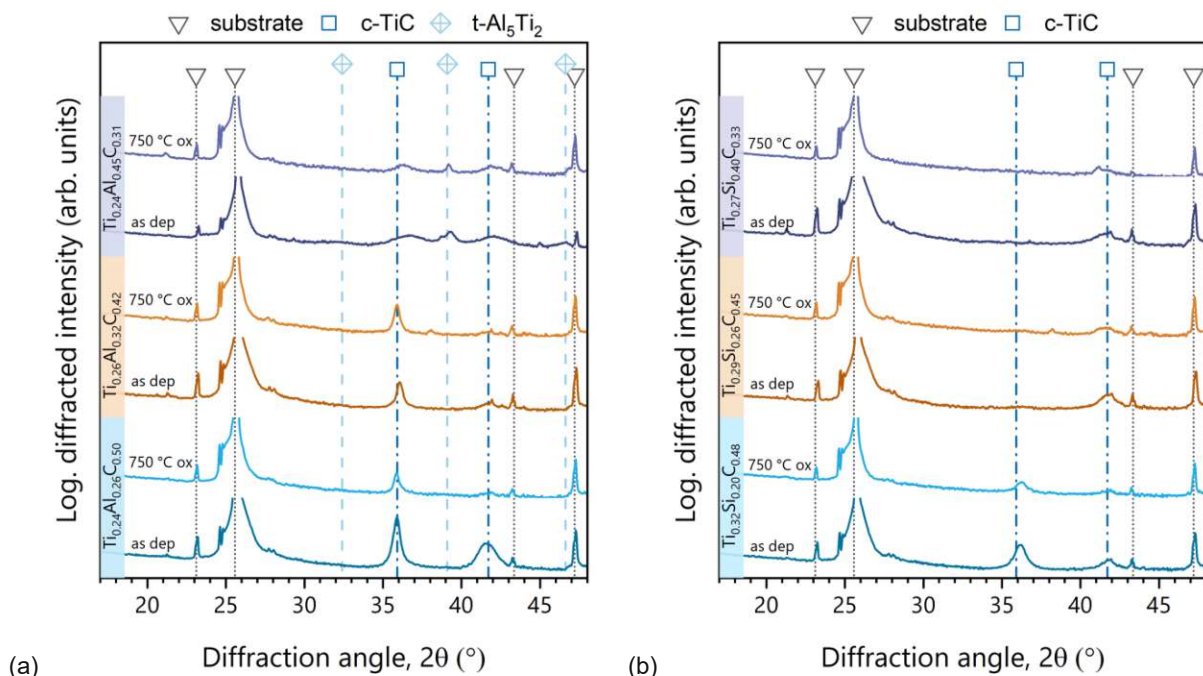 substrate c-TiC t-Al₅Ti₂
Log. diffracted intensity (arb. units)
Ti₀.₂₄Al₀.₄₅C₀.₃₁
750 °C ox
as dep
Ti₀.₂₆Al₀.₃₂C₀.₄₂
750 °C ox
as dep
Ti₀.₂₄Al₀.₂₆C₀.₅₀
750 °C ox
as dep
20 25 30 35 40 45
Diffraction angle, 2θ (°)
(a)
substrate c-TiC
Log. diffracted intensity (arb. units)
Ti₀.₂₇Si₀.₄₀C₀.₃₃
750 °C ox
as dep
Ti₀.₂₉Si₀.₂₆C₀.₄₅
750 °C ox
as dep
Ti₀.₃₂Si₀.₂₀C₀.₄₈
750 °C ox
as dep
20 25 30 35 40 45
Diffraction angle, 2θ (°)
(b)